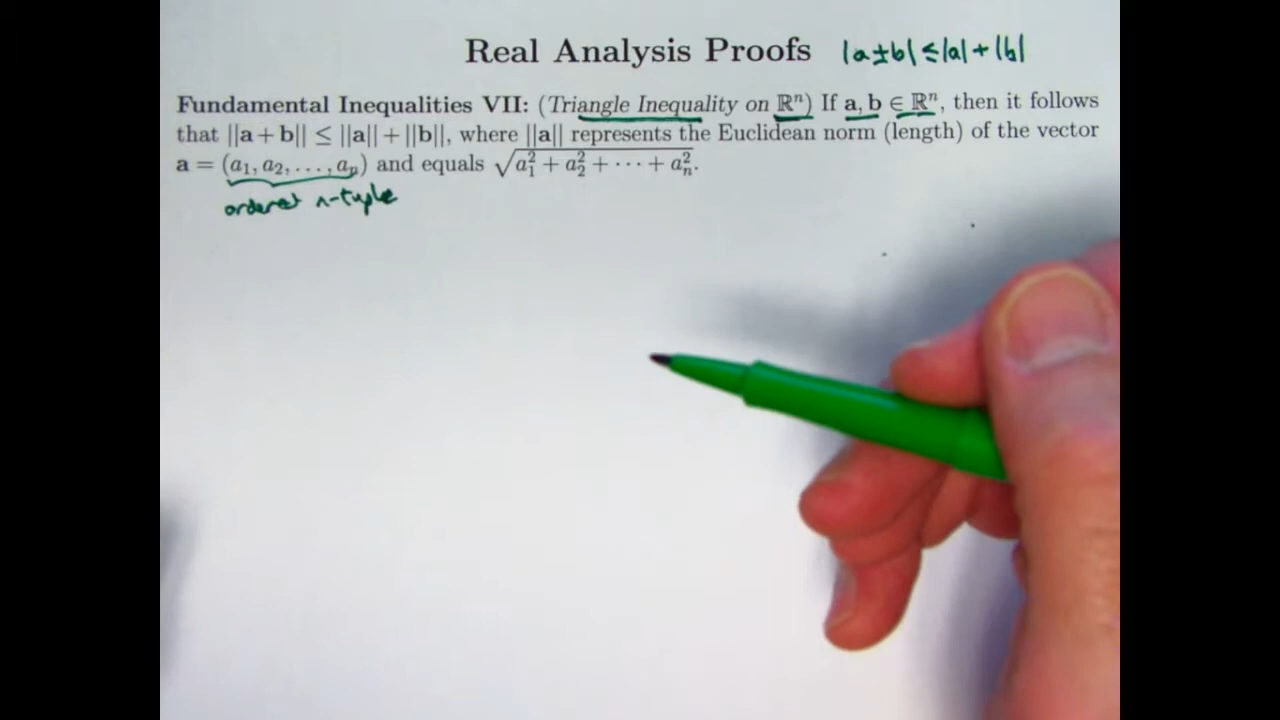 Real Analysis Proofs |a±b| ≤ |a| + |b|
Fundamental Inequalities VII: (Triangle Inequality on ℝⁿ) If a, b ∈ ℝⁿ, then it follows
that ||a + b|| ≤ ||a|| + ||b||, where ||a|| represents the Euclidean norm (length) of the vector
a = (a₁, a₂, . . . , aₙ) and equals √(a₁² + a₂² + · · · + aₙ²).
ordered n-tuple